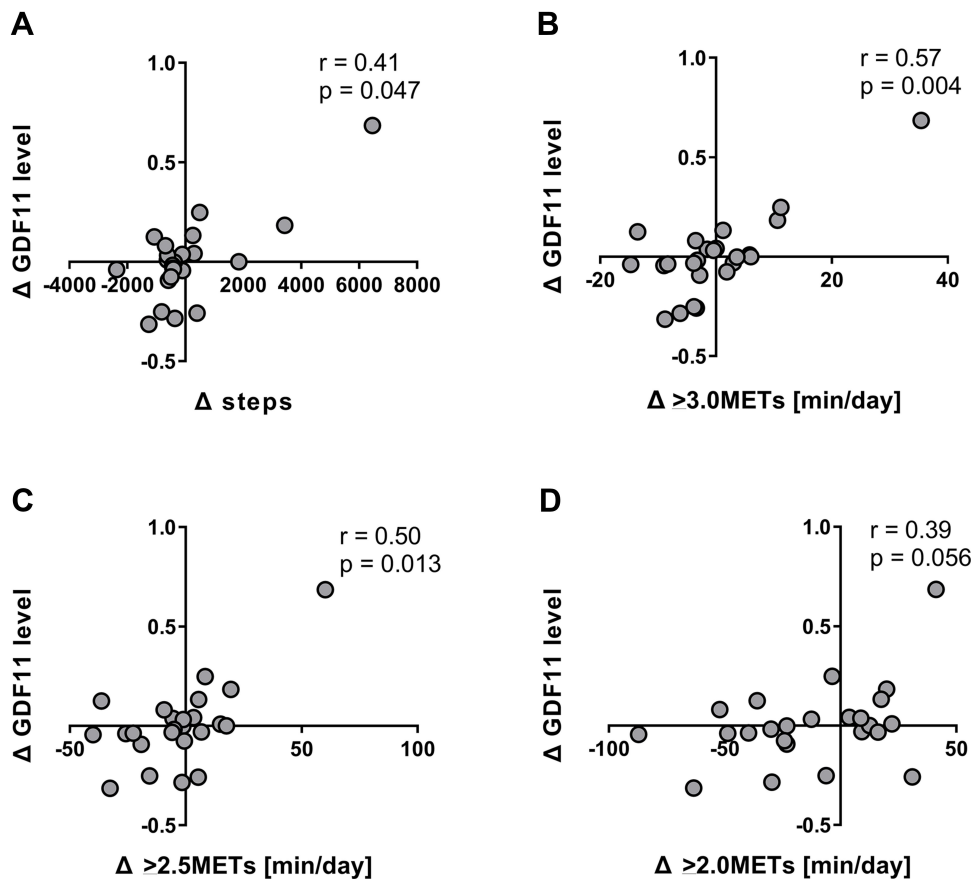 A
B
1.0
r = 0.41
p = 0.047
0.5
-4000
-2000
2000
4000
6000
8000
-0.5
Δ GDF11 level
Δ steps
1.0
r = 0.57
p = 0.004
0.5
-20
20
40
-0.5
Δ GDF11 level
Δ ≥3.0METs [min/day]
C
D
1.0
r = 0.50
p = 0.013
0.5
-50
50
100
-0.5
Δ GDF11 level
Δ ≥2.5METs [min/day]
1.0
r = 0.39
p = 0.056
0.5
-100
-50
50
-0.5
Δ GDF11 level
Δ ≥2.0METs [min/day]